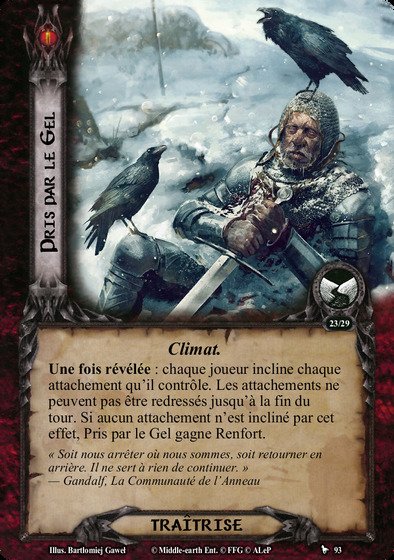 Pris par le Gel
23/29
Climat.
Une fois révélée : chaque joueur incline chaque
attachement qu'il contrôle. Les attachements ne
peuvent pas être redressés jusqu'à la fin du
tour. Si aucun attachement n'est incliné par cet
effet, Pris par le Gel gagne Renfort.
« Soit nous arrêter où nous sommes, soit retourner en
arrière. Il ne sert à rien de continuer. »
— Gandalf, La Communauté de l'Anneau
TRAÎTRISE
Illus. Bartlomiej Gawel © Middle-earth Ent. © FFG © ALeP 93